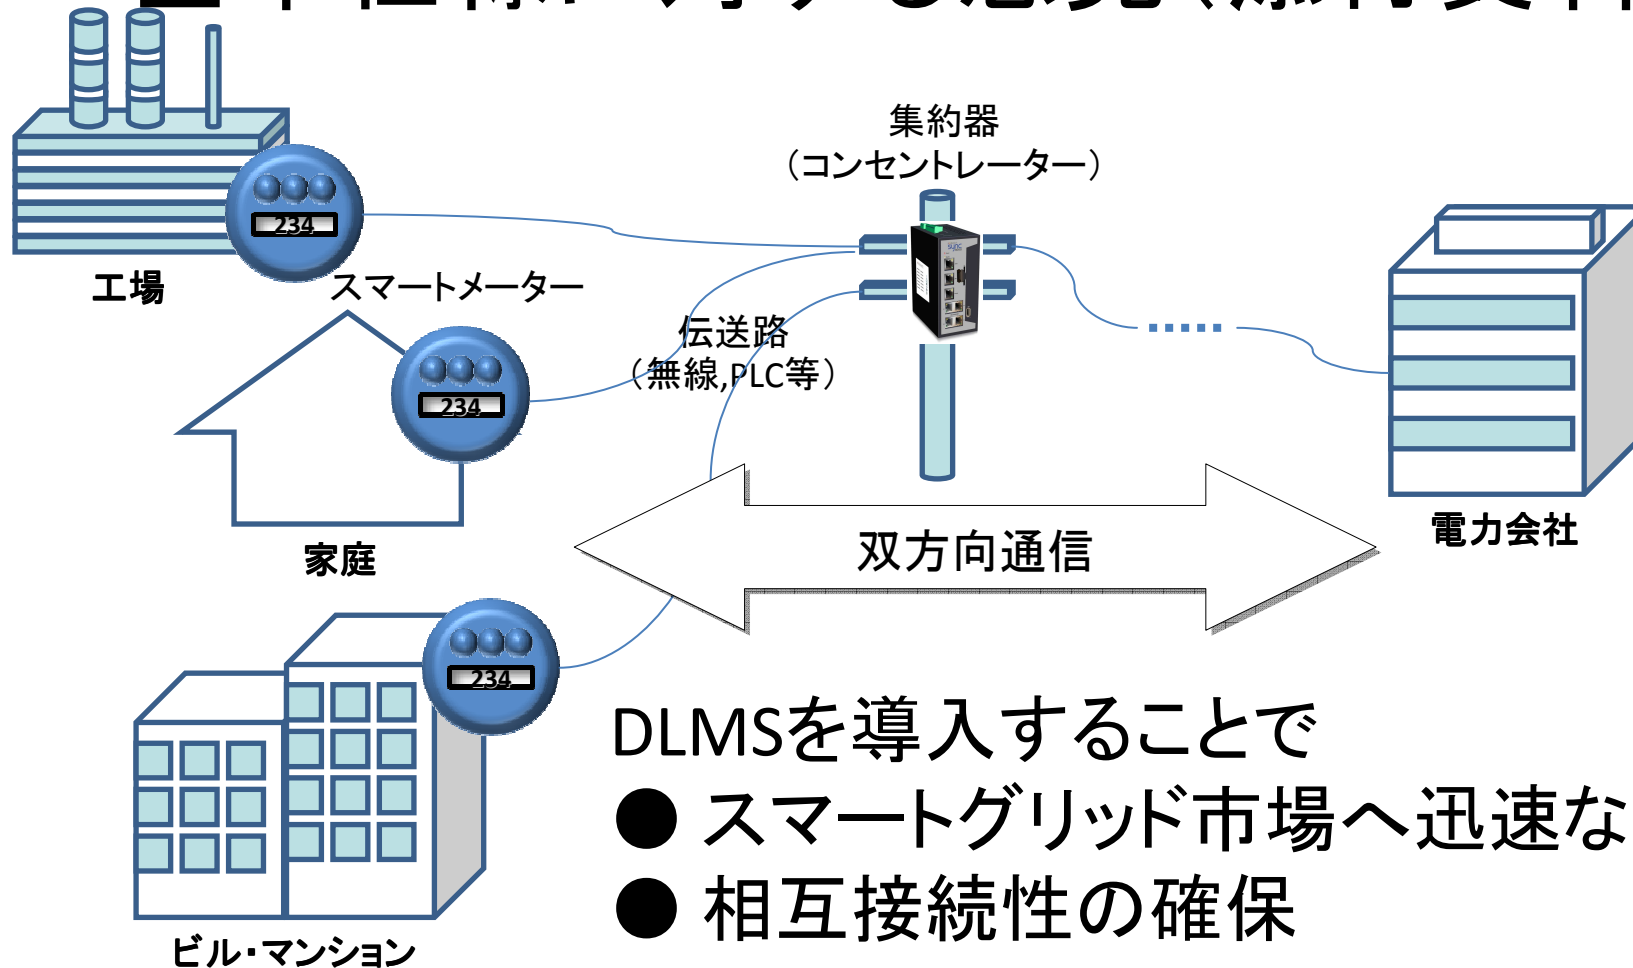 集約器
（コンセントレーター）
234
工場
スマートメーター
伝送路
（無線,PLC等）
234
家庭
双方向通信
電力会社
234
DLMSを導入することで
● スマートグリッド市場へ迅速な
● 相互接続性の確保
ビル・マンション